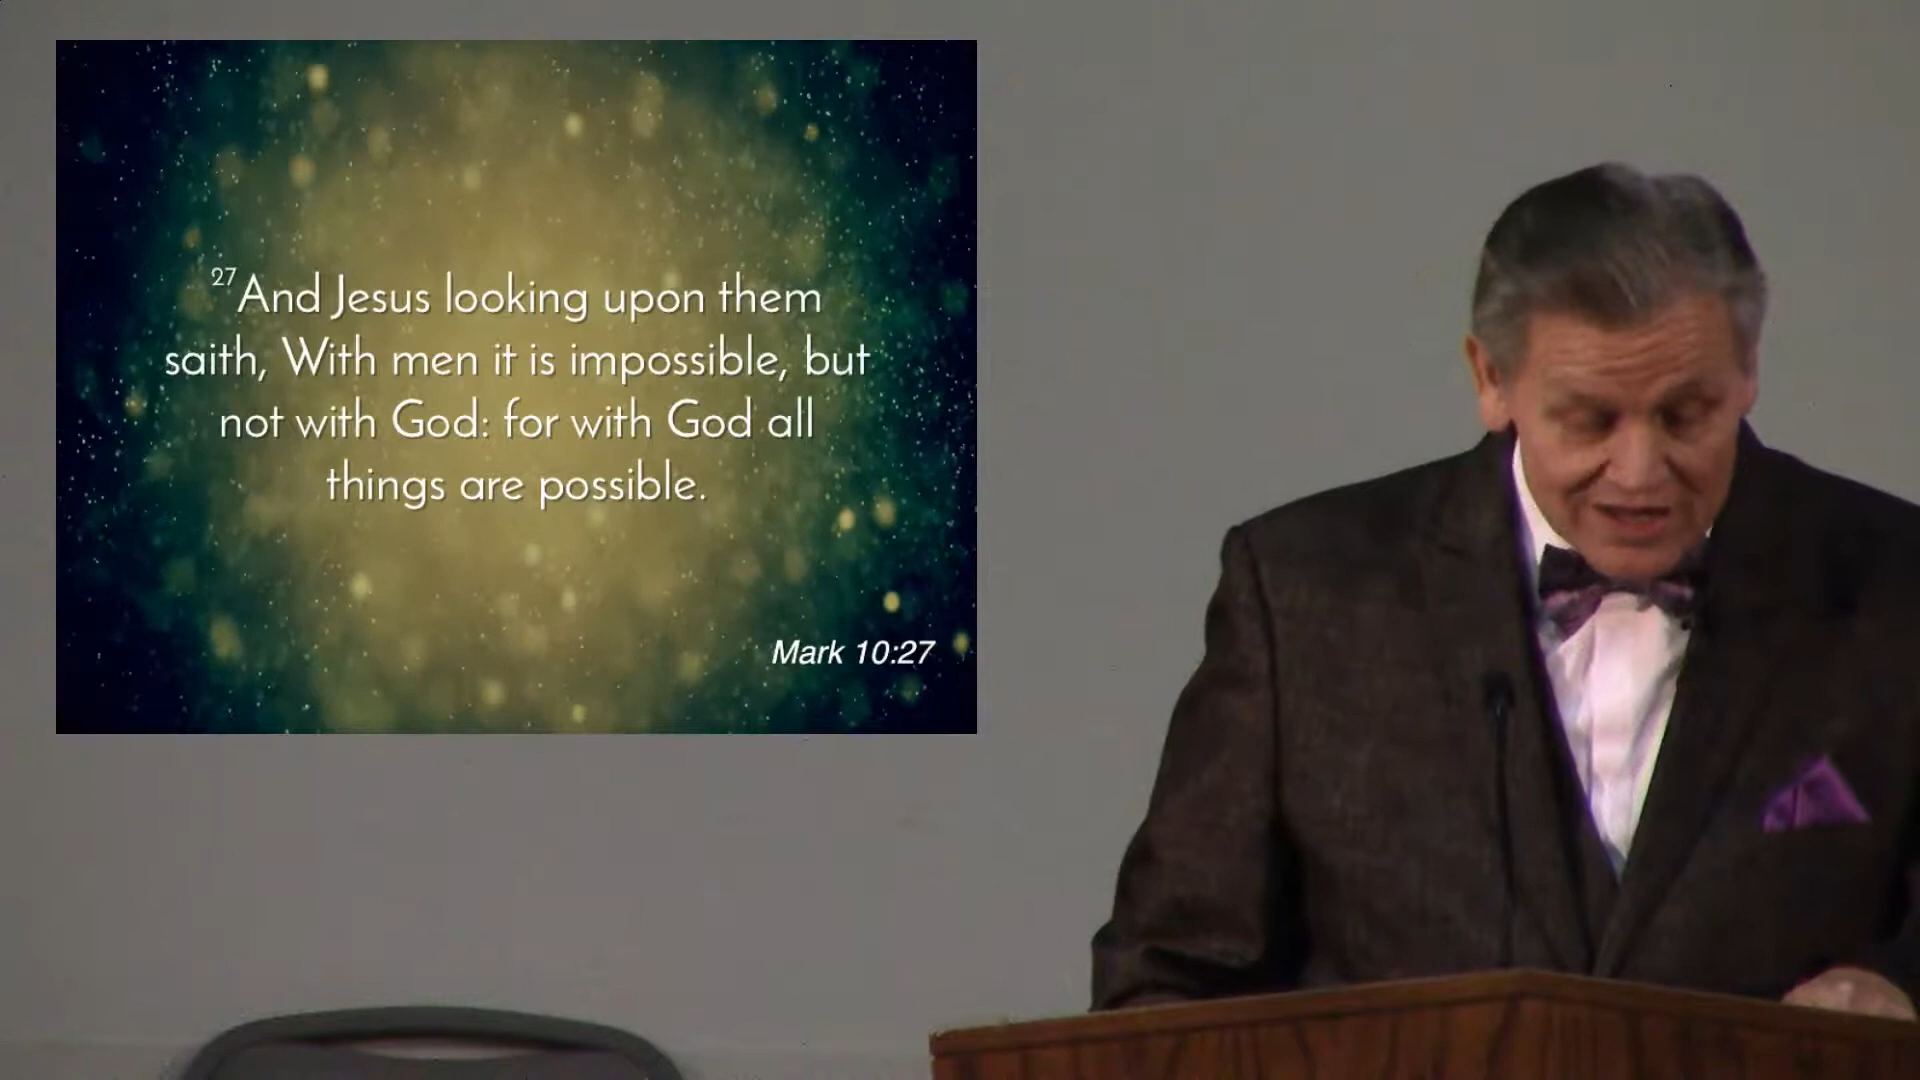 27And Jesus looking upon them
saith, With men it is impossible, but
not with God: for with God all
things are possible.
Mark 10:27